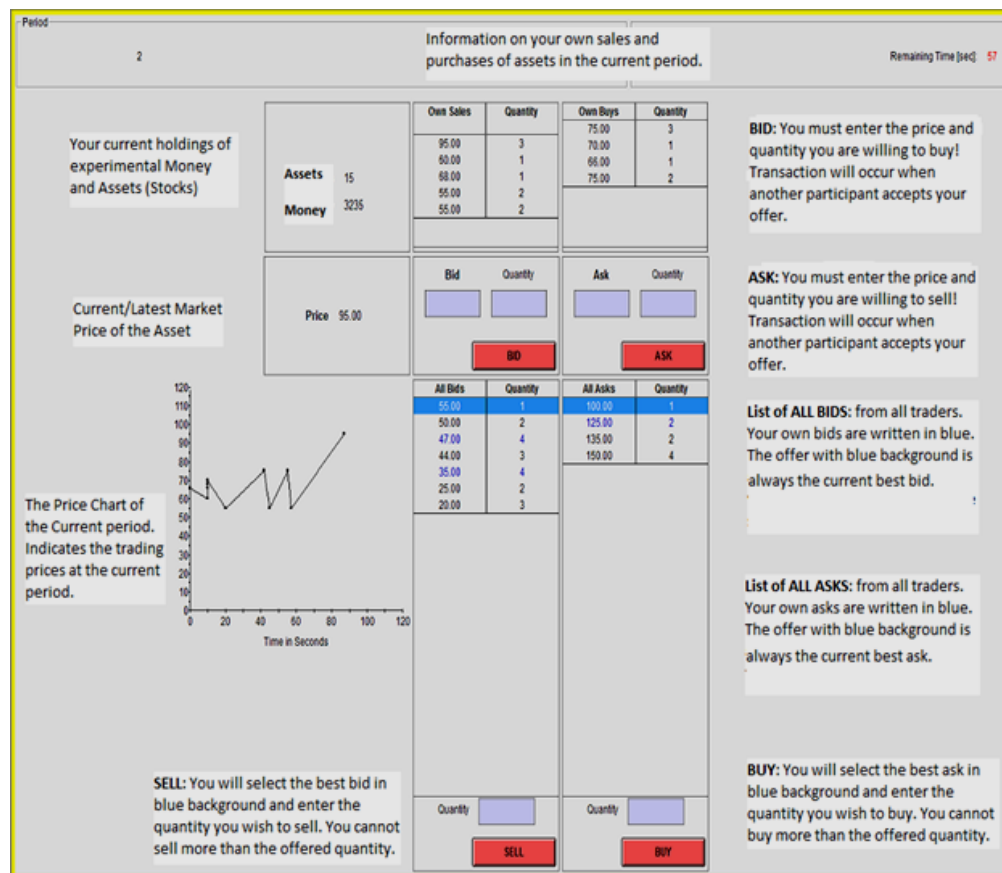 Period
2
Information on your own sales and
purchases of assets in the current period.
Remaining Time [sec]: 57
Your current holdings of
experimental Money
and Assets (Stocks)
Assets 15
Money 3235
Own Sales Quantity
95.00 3
60.00 1
68.00 1
55.00 2
55.00 2
Own Buys Quantity
75.00 3
70.00 1
66.00 1
75.00 2
BID: You must enter the price and
quantity you are willing to buy!
Transaction will occur when
another participant accepts your
offer.
Current/Latest Market
Price of the Asset
Price 95.00
Bid Quantity
BID
Ask Quantity
ASK
ASK: You must enter the price and
quantity you are willing to sell!
Transaction will occur when
another participant accepts your
offer.
The Price Chart of
the Current period.
Indicates the trading
prices at the current
period.
120
110
100
90
80
70
60
50
40
30
20
10
0
0 20 40 60 80 100 120
Time in Seconds
All Bids Quantity
55.00 1
50.00 2
47.00 4
44.00 3
35.00 4
25.00 2
20.00 3
All Asks Quantity
100.00 1
125.00 2
135.00 2
150.00 4
List of ALL BIDS: from all traders.
Your own bids are written in blue.
The offer with blue background is
always the current best bid.
List of ALL ASKS: from all traders.
Your own asks are written in blue.
The offer with blue background is
always the current best ask.
SELL: You will select the best bid in
blue background and enter the
quantity you wish to sell. You cannot
sell more than the offered quantity.
Quantity
SELL
Quantity
BUY
BUY: You will select the best ask in
blue background and enter the
quantity you wish to buy. You cannot
buy more than the offered quantity.